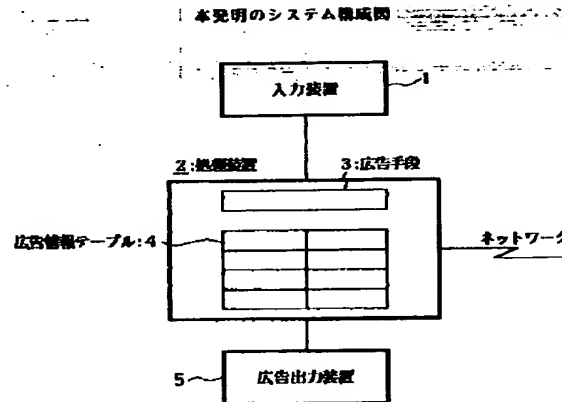 本発明のシステム構成図
入力装置
1
2:処理装置
3:広告手段
広告情報テーブル:4
ネットワーク
5
広告出力装置